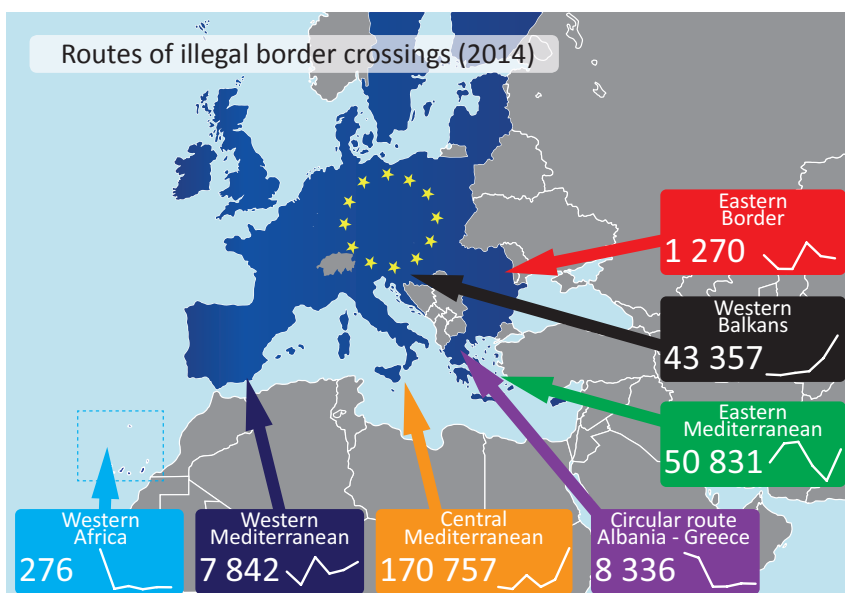 Routes of illegal border crossings (2014)
Eastern
Border
1 270
Western
Balkans
43 357
Eastern
Mediterranean
50 831
Western
Africa
276
Western
Mediterranean
7 842
Central
Mediterranean
170 757
Circular route
Albania - Greece
8 336